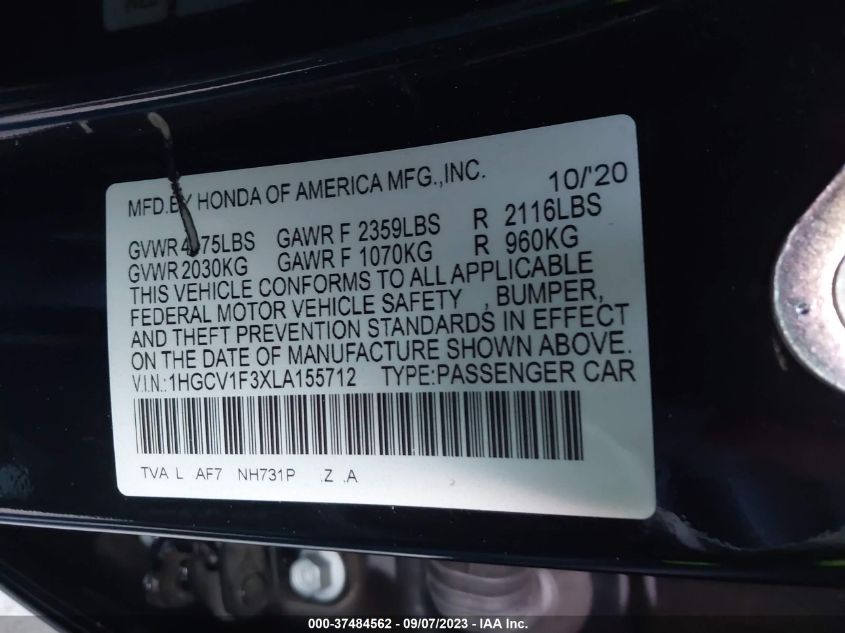 MFD.BY HONDA OF AMERICA MFG.,INC. 10/'20
GVWR 4475LBS GAWR F 2359LBS R 2116LBS
GVWR 2030KG GAWR F 1070KG R 960KG
THIS VEHICLE CONFORMS TO ALL APPLICABLE
FEDERAL MOTOR VEHICLE SAFETY , BUMPER,
AND THEFT PREVENTION STANDARDS IN EFFECT
ON THE DATE OF MANUFACTURE SHOWN ABOVE.
V.I.N.:1HGCV1F3XLA155712 TYPE:PASSENGER CAR
TVA L AF7 NH731P .Z .A
000-37484562 - 09/07/2023 - IAA Inc.